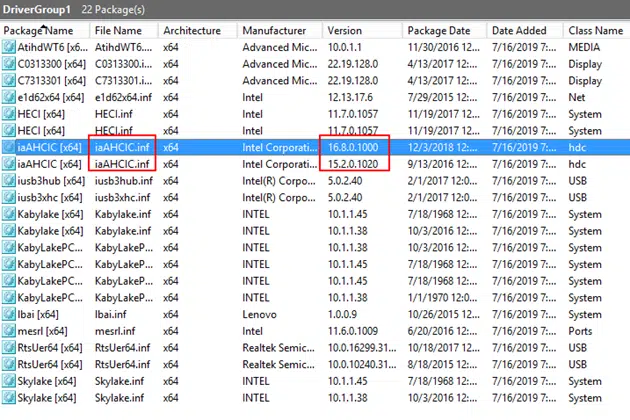 DriverGroup1 22 Package(s)
Package Name File Name Architecture Manufacturer Version Package Date Date Added Class Name
AtihdWT6 [x6... AtihdWT6.... x64 Advanced Mic... 10.0.1.1 11/30/2016 12:... 7/16/2019 7:... MEDIA
C0313300 [x64] C0313300.i... x64 Advanced Mic... 22.19.128.0 4/13/2017 12:0... 7/16/2019 7:... Display
C7313301 [x64] C7313301.i... x64 Advanced Mic... 22.19.128.0 4/13/2017 12:0... 7/16/2019 7:... Display
e1d62x64 [x64] e1d62x64.inf x64 Intel 12.13.17.6 7/29/2015 12:0... 7/16/2019 7:... Net
HECI [x64] HECI.inf x64 Intel 11.7.0.1057 11/19/2017 12:... 7/16/2019 7:... System
HECI [x64] HECI.inf x64 Intel 11.7.0.1057 11/19/2017 12:... 7/16/2019 7:... System
iaAHCIC [x64] iaAHCIC.inf x64 Intel Corporati... 16.8.0.1000 12/3/2018 12:0... 7/16/2019 7:... hdc
iaAHCIC [x64] iaAHCIC.inf x64 Intel Corporati... 15.2.0.1020 9/13/2016 12:0... 7/16/2019 7:... hdc
iusb3hub [x64] iusb3hub.inf x64 Intel(R) Corpo... 5.0.2.40 2/1/2017 12:00... 7/16/2019 7:... USB
iusb3xhc [x64] iusb3xhc.inf x64 Intel(R) Corpo... 5.0.2.40 2/1/2017 12:00... 7/16/2019 7:... USB
Kabylake [x64] Kabylake.inf x64 INTEL 10.1.1.45 7/18/1968 12:0... 7/16/2019 7:... System
Kabylake [x64] Kabylake.inf x64 INTEL 10.1.1.38 10/3/2016 12:0... 7/16/2019 7:... System
KabyLakePC... KabyLakePC... x64 INTEL 10.1.1.45 7/18/1968 12:0... 7/16/2019 7:... System
KabyLakePC... KabyLakePC... x64 INTEL 10.1.1.38 10/3/2016 12:0... 7/16/2019 7:... System
KabyLakePC... KabyLakePC... x64 INTEL 10.1.1.45 7/18/1968 12:0... 7/16/2019 7:... System
KabyLakePC... KabyLakePC... x64 INTEL 10.1.1.38 1/1/1970 12:00... 7/16/2019 7:... System
lbai [x64] lbai.inf x64 Lenovo 1.0.0.9 10/26/2015 12:... 7/16/2019 7:... System
mesrl [x64] mesrl.inf x64 Intel 11.6.0.1009 6/20/2016 12:0... 7/16/2019 7:... Ports
RtsUer64 [x64] RtsUer64.inf x64 Realtek Semic... 10.0.16299.31... 10/18/2017 12:... 7/16/2019 7:... USB
RtsUer64 [x64] RtsUer64.inf x64 Realtek Semic... 10.0.10240.31... 8/18/2015 12:0... 7/16/2019 7:... USB
Skylake [x64] Skylake.inf x64 INTEL 10.1.1.45 7/18/1968 12:0... 7/16/2019 7:... System
Skylake [x64] Skylake.inf x64 INTEL 10.1.1.38 10/3/2016 12:0... 7/16/2019 7:... System